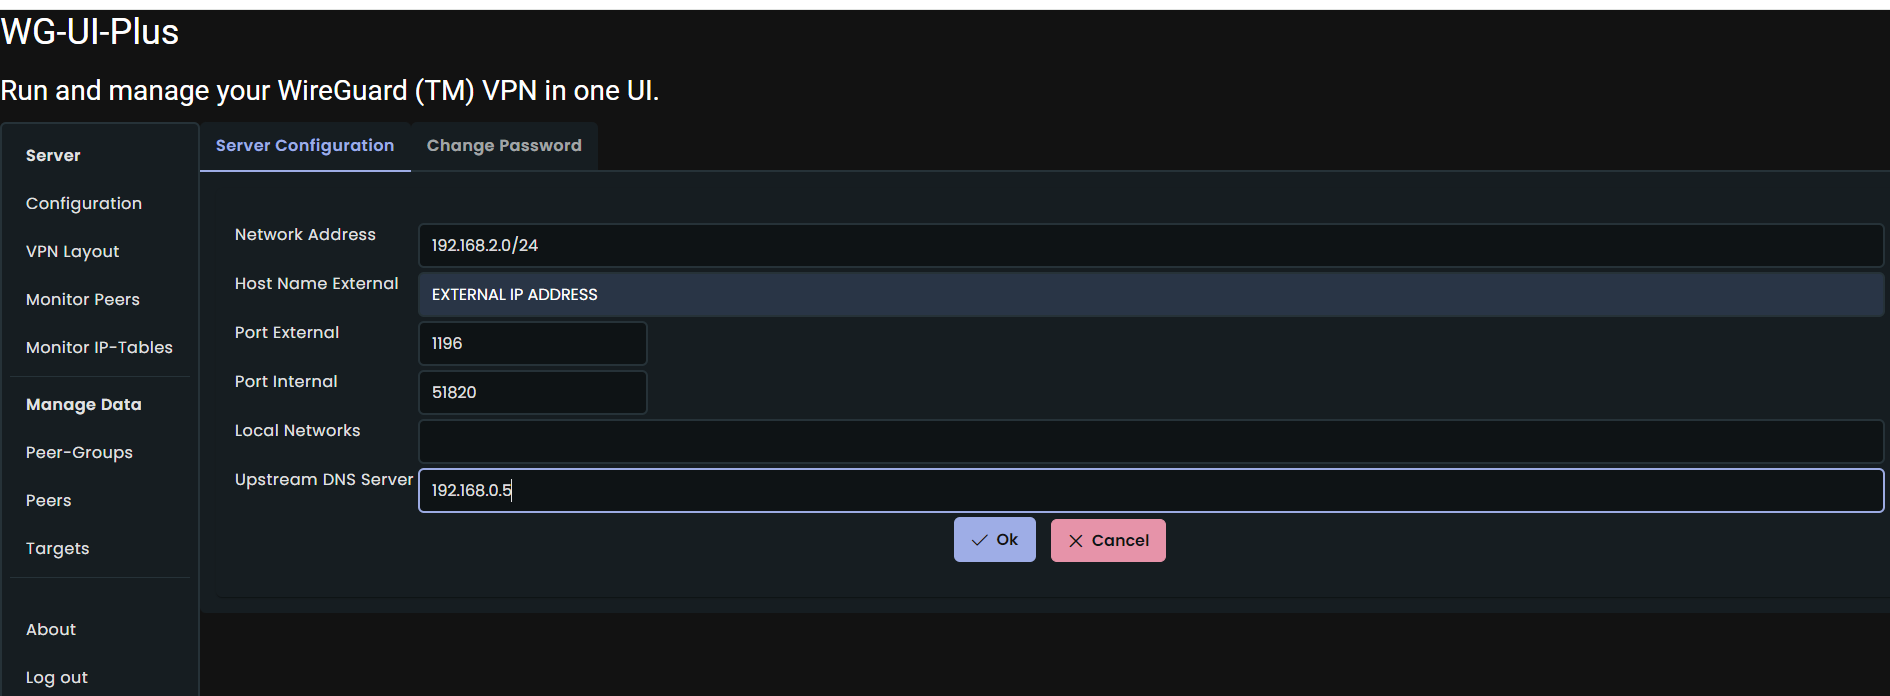 WG-UI-Plus
Run and manage your WireGuard (TM) VPN in one UI.
Server
Configuration
VPN Layout
Monitor Peers
Monitor IP-Tables
Manage Data
Peer-Groups
Peers
Targets
About
Log out
Server Configuration
Change Password
Network Address
192.168.2.0/24
Host Name External
EXTERNAL IP ADDRESS
Port External
1196
Port Internal
51820
Local Networks
Upstream DNS Server
192.168.0.5
Ok
Cancel